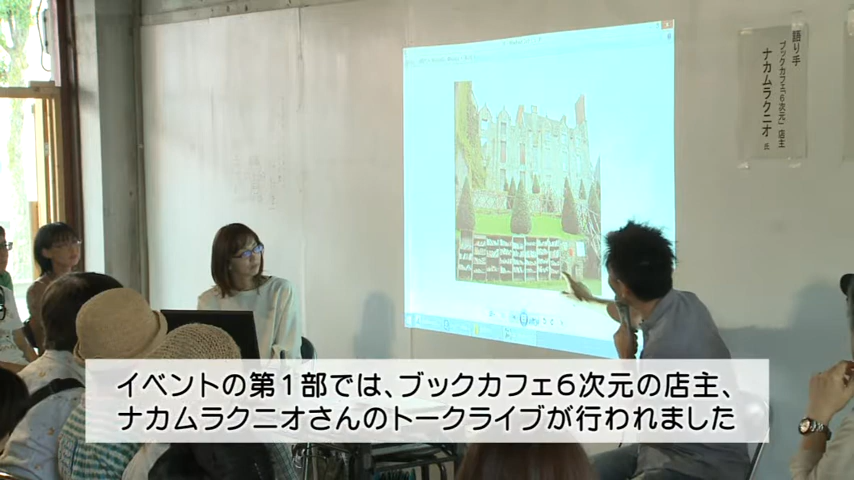 語り手
ブックカフェ「6次元」店主
ナカムラクニオ 氏
イベントの第1部では、ブックカフェ6次元の店主、
ナカムラクニオさんのトークライブが行われました